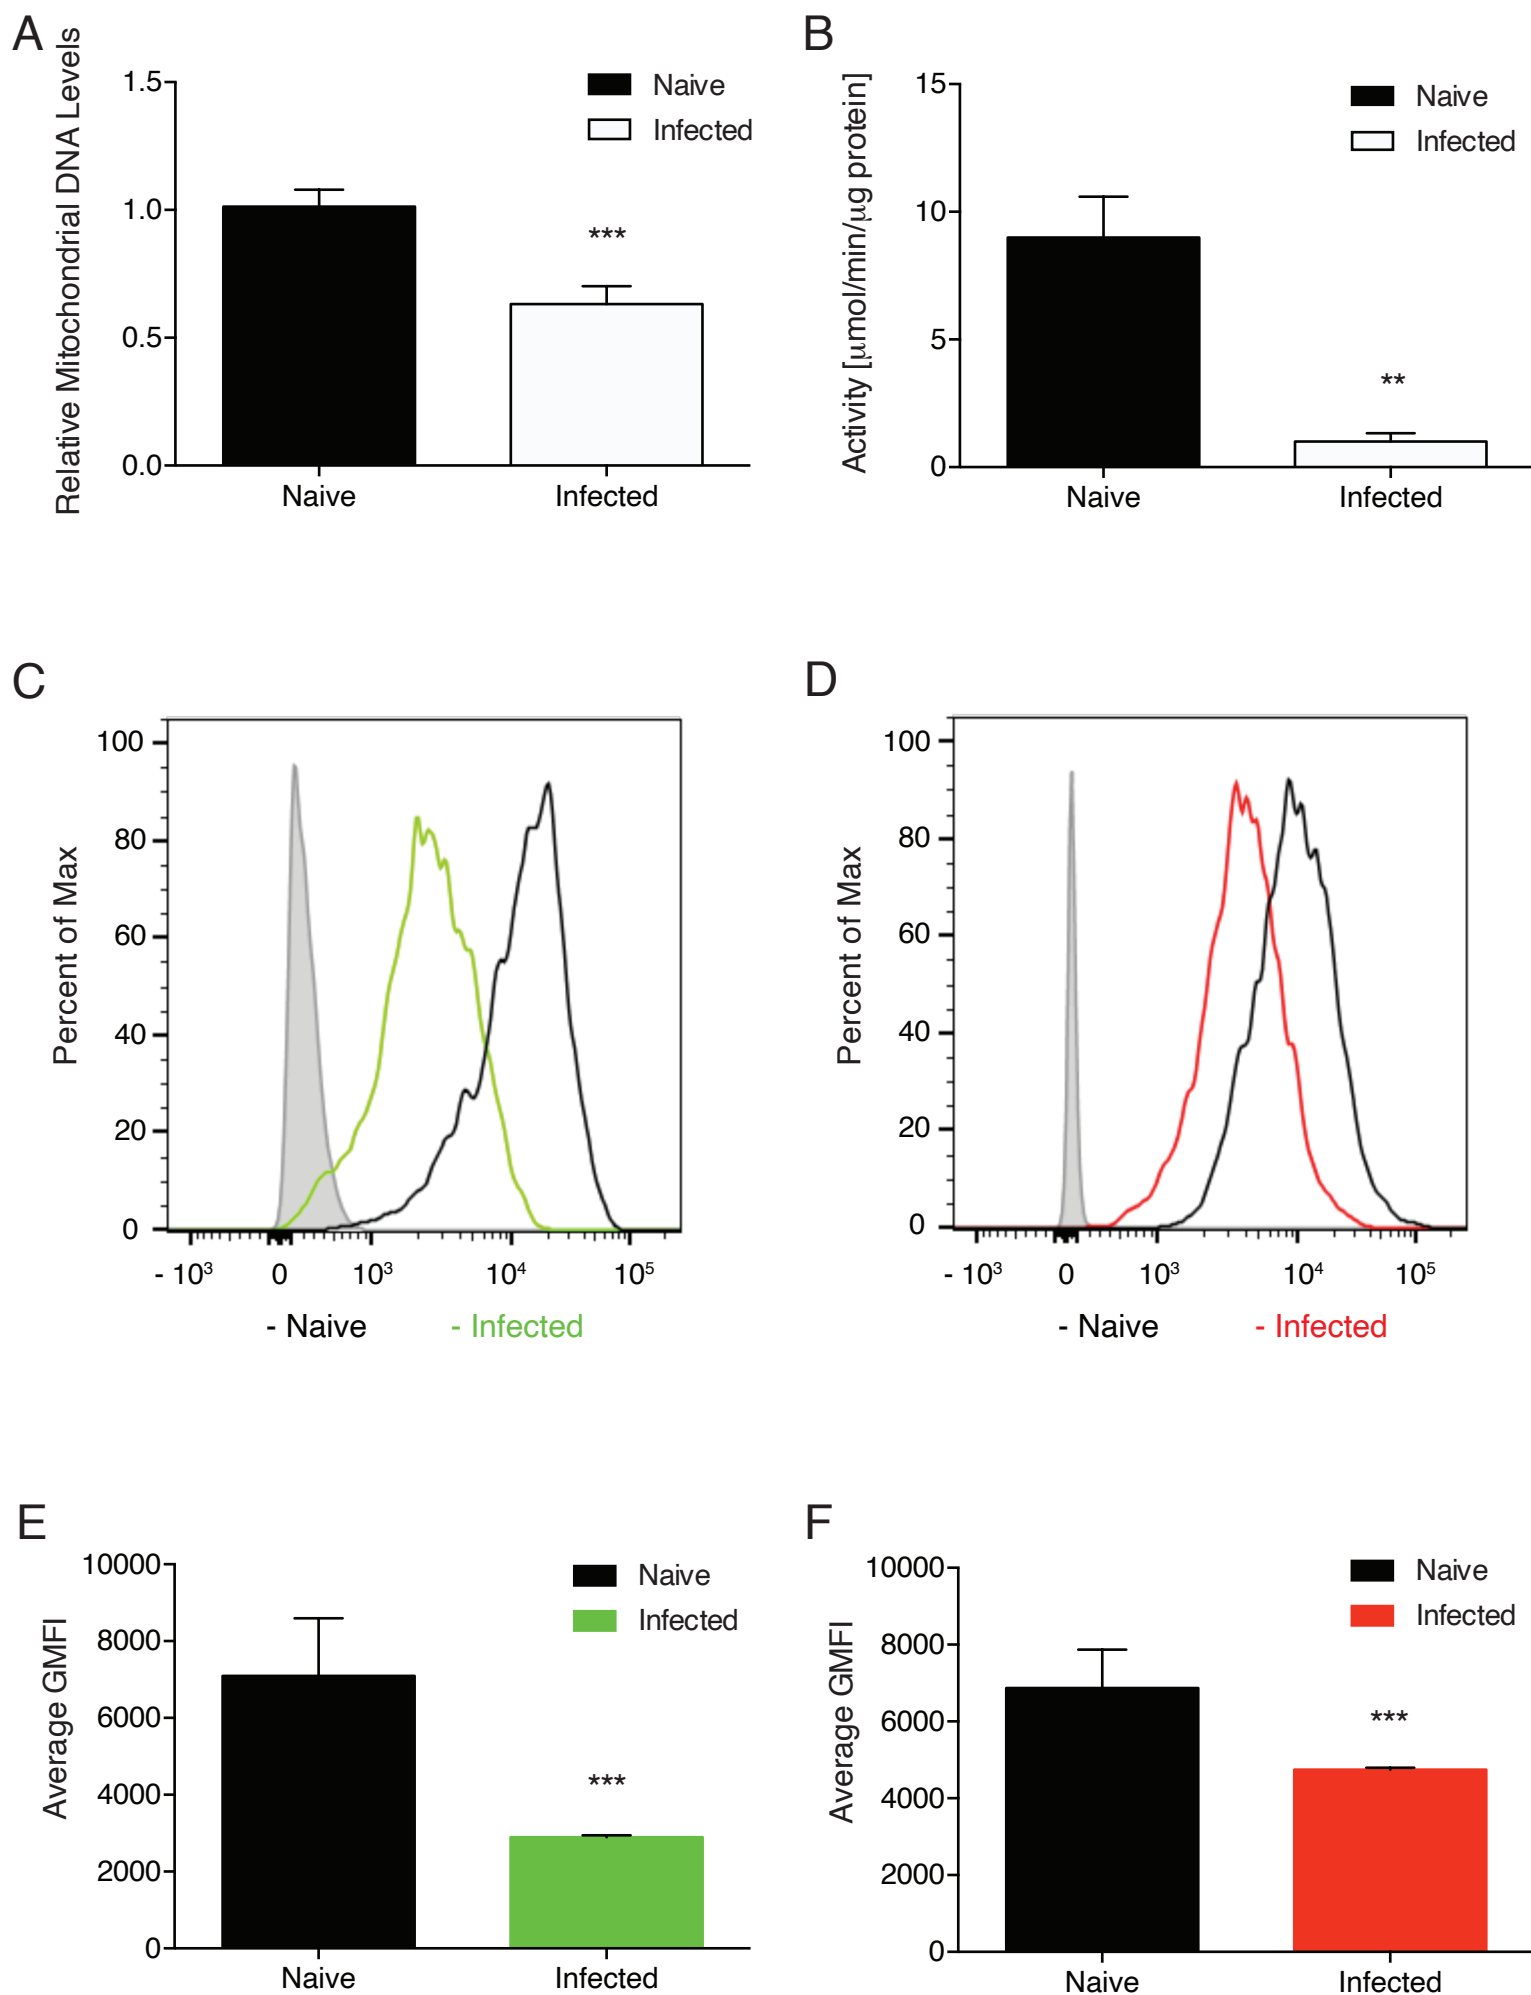 A
Relative Mitochondrial DNA Levels
1.5
1.0
0.5
0.0
Naive
Infected
***
Naive
Infected
B
Activity [μmol/min/μg protein]
15
10
5
0
Naive
Infected
**
Naive
Infected
C
Percent of Max
100
80
60
40
20
0
- 10³
0
10³
10⁴
10⁵
- Naive
- Infected
D
Percent of Max
100
80
60
40
20
0
- 10³
0
10³
10⁴
10⁵
- Naive
- Infected
E
Average GMFI
10000
8000
6000
4000
2000
0
Naive
Infected
***
Naive
Infected
F
Average GMFI
10000
8000
6000
4000
2000
0
Naive
Infected
***
Naive
Infected